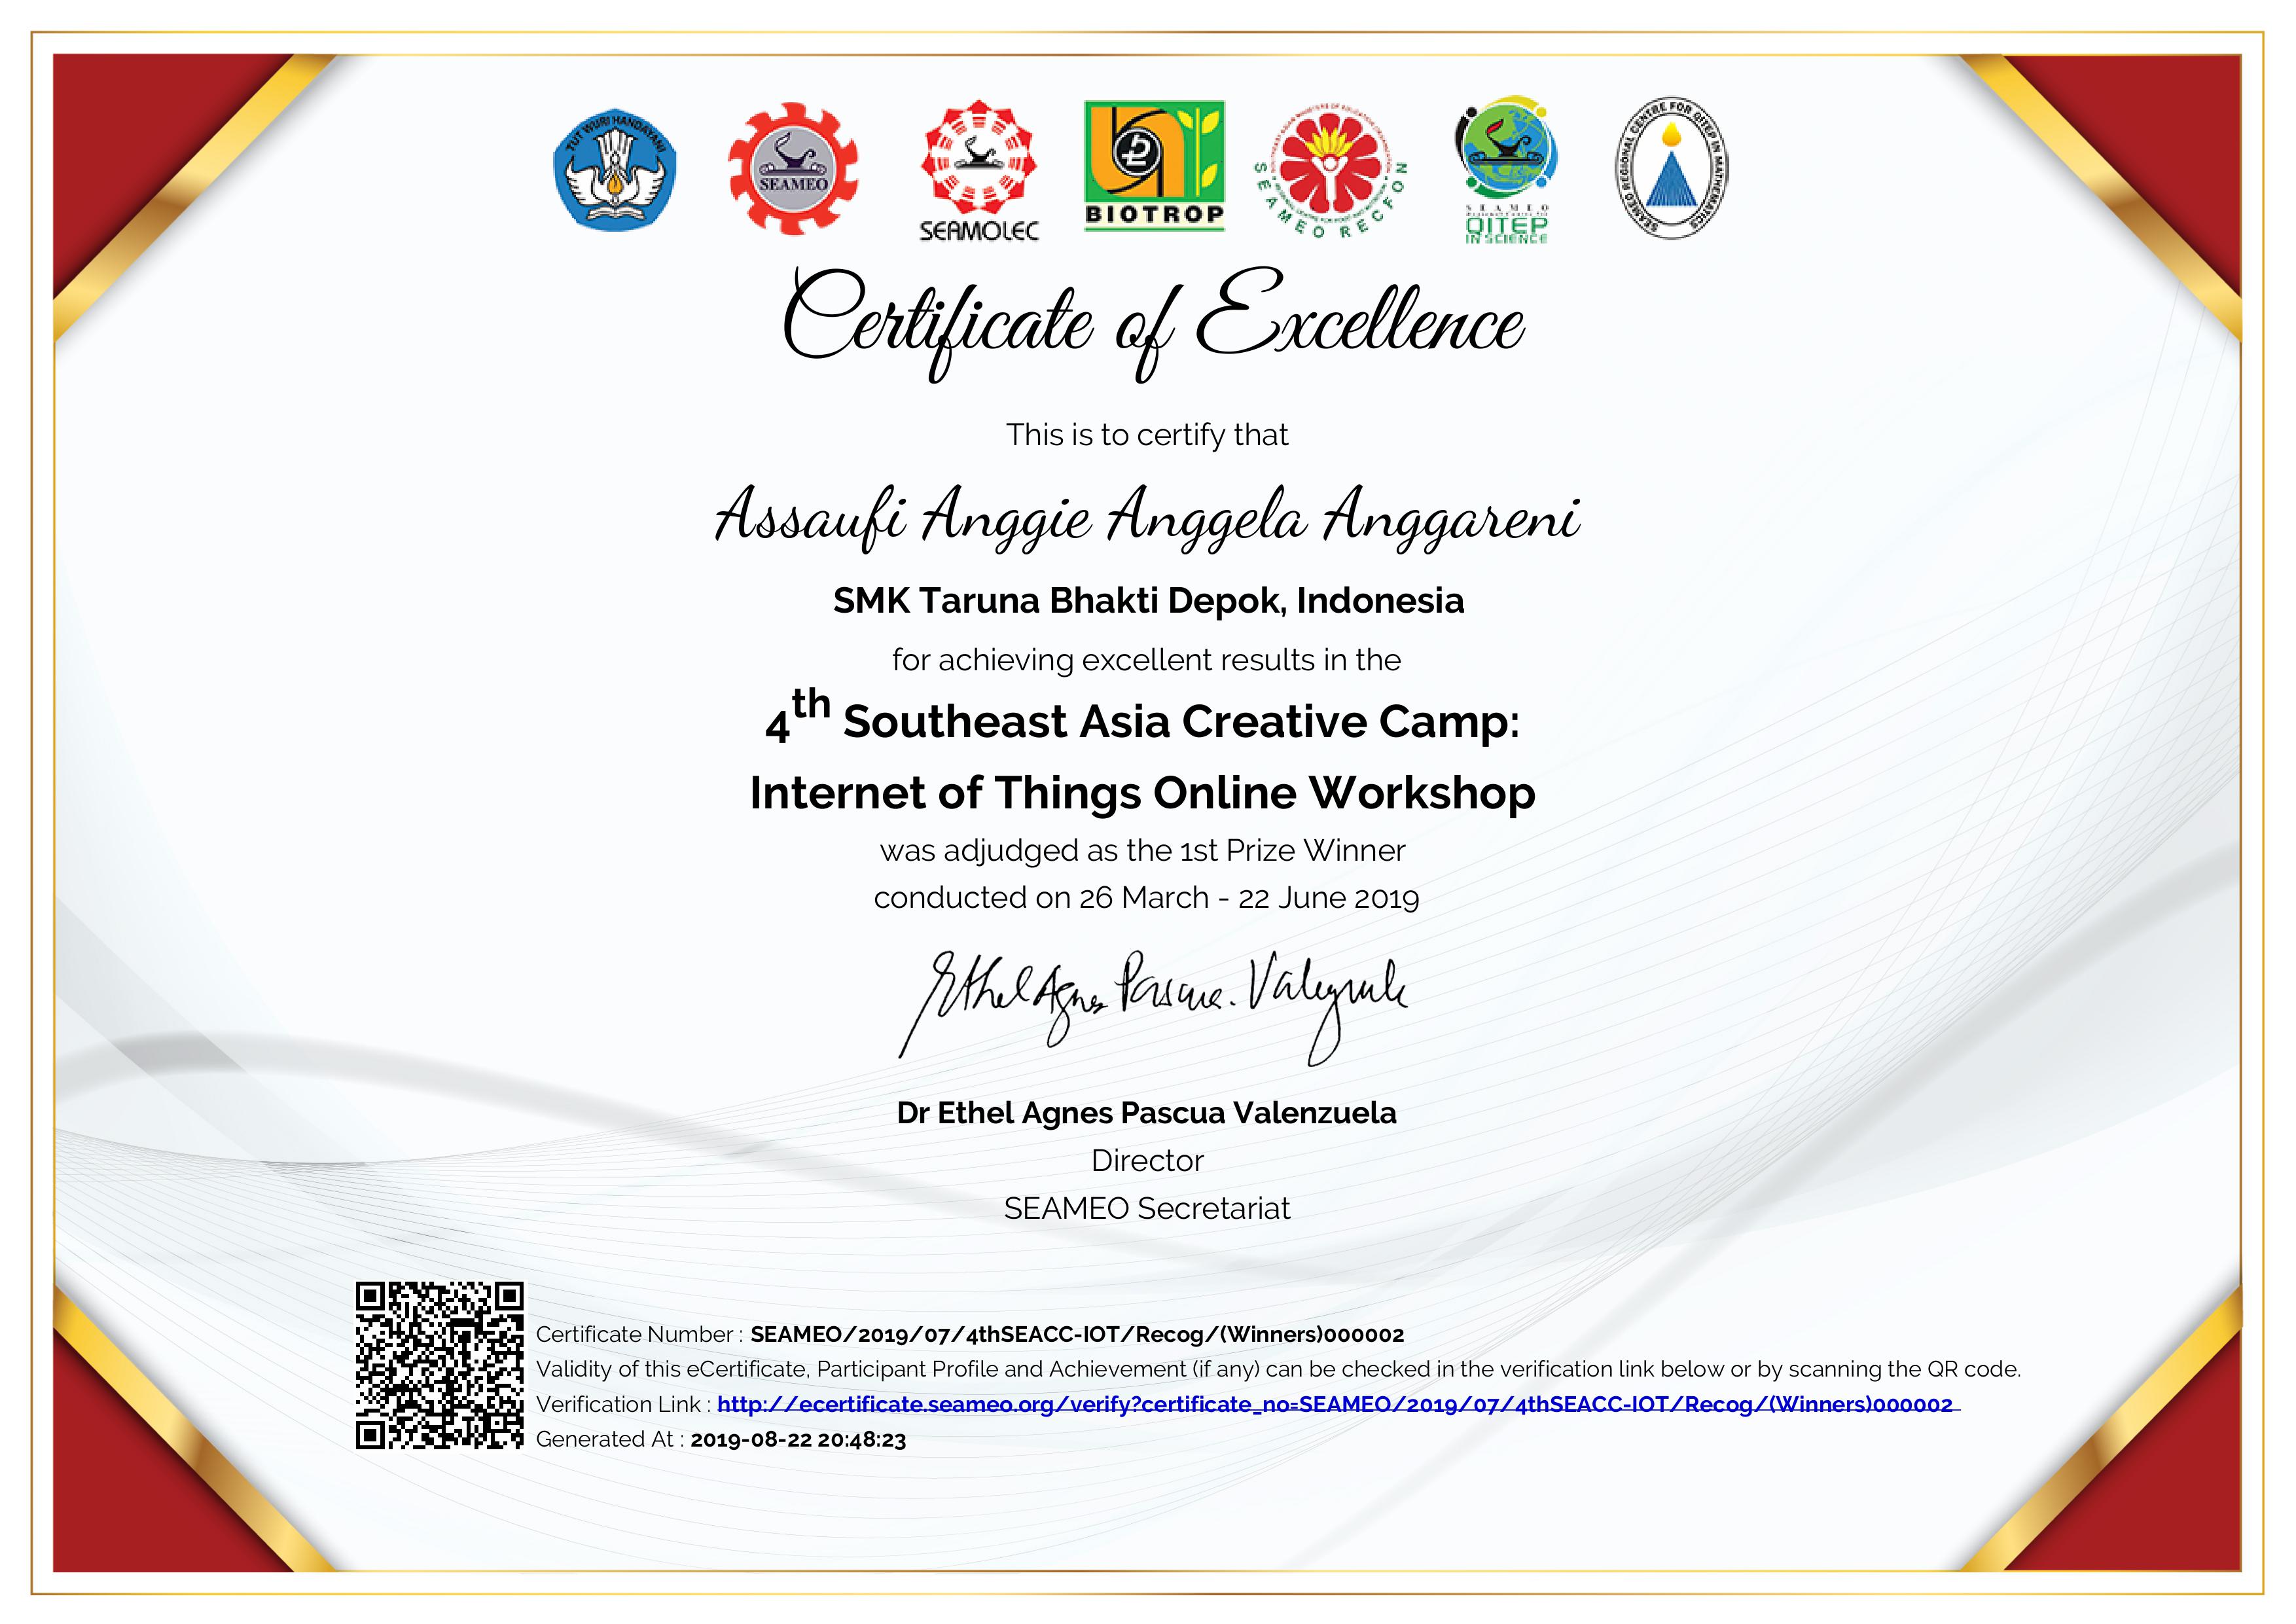 TUT WURI HANDAYANI
SEAMEO
SEAMOLEC
BIOTROP
SEAMEO RECFON
SEAMEO
QITEP
IN SCIENCE
SEAMEO REGIONAL CENTRE FOR QITEP IN MATHEMATICS
Certificate of Excellence
This is to certify that
Assaufi Anggie Anggela Anggareni
SMK Taruna Bhakti Depok, Indonesia
for achieving excellent results in the
4th Southeast Asia Creative Camp:
Internet of Things Online Workshop
was adjudged as the 1st Prize Winner
conducted on 26 March - 22 June 2019
Dr Ethel Agnes Pascua Valenzuela
Director
SEAMEO Secretariat
Certificate Number : SEAMEO/2019/07/4thSEACC-IOT/Recog/(Winners)000002
Validity of this eCertificate, Participant Profile and Achievement (if any) can be checked in the verification link below or by scanning the QR code.
Verification Link : http://ecertificate.seameo.org/verify?certificate_no=SEAMEO/2019/07/4thSEACC-IOT/Recog/(Winners)000002
Generated At : 2019-08-22 20:48:23